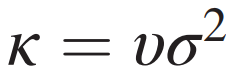 κ = υσ²